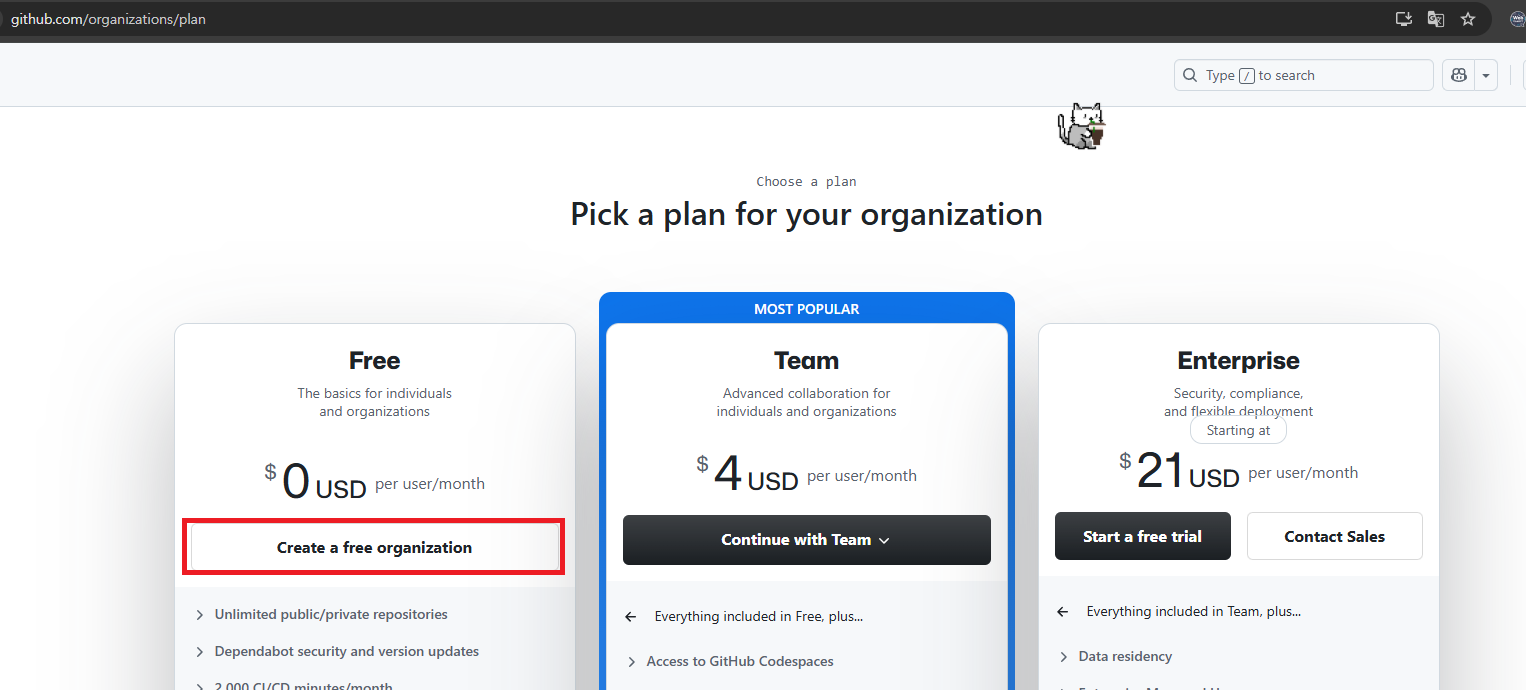 github.com/organizations/plan
Type / to search
Choose a plan
Pick a plan for your organization
MOST POPULAR
Free
The basics for individuals
and organizations
$ 0 USD per user/month
Create a free organization
Unlimited public/private repositories
Dependabot security and version updates
2,000 CI/CD minutes/month
Team
Advanced collaboration for
individuals and organizations
$ 4 USD per user/month
Continue with Team
Everything included in Free, plus...
Access to GitHub Codespaces
Enterprise
Security, compliance,
and flexible deployment
Starting at
$ 21 USD per user/month
Start a free trial
Contact Sales
Everything included in Team, plus...
Data residency